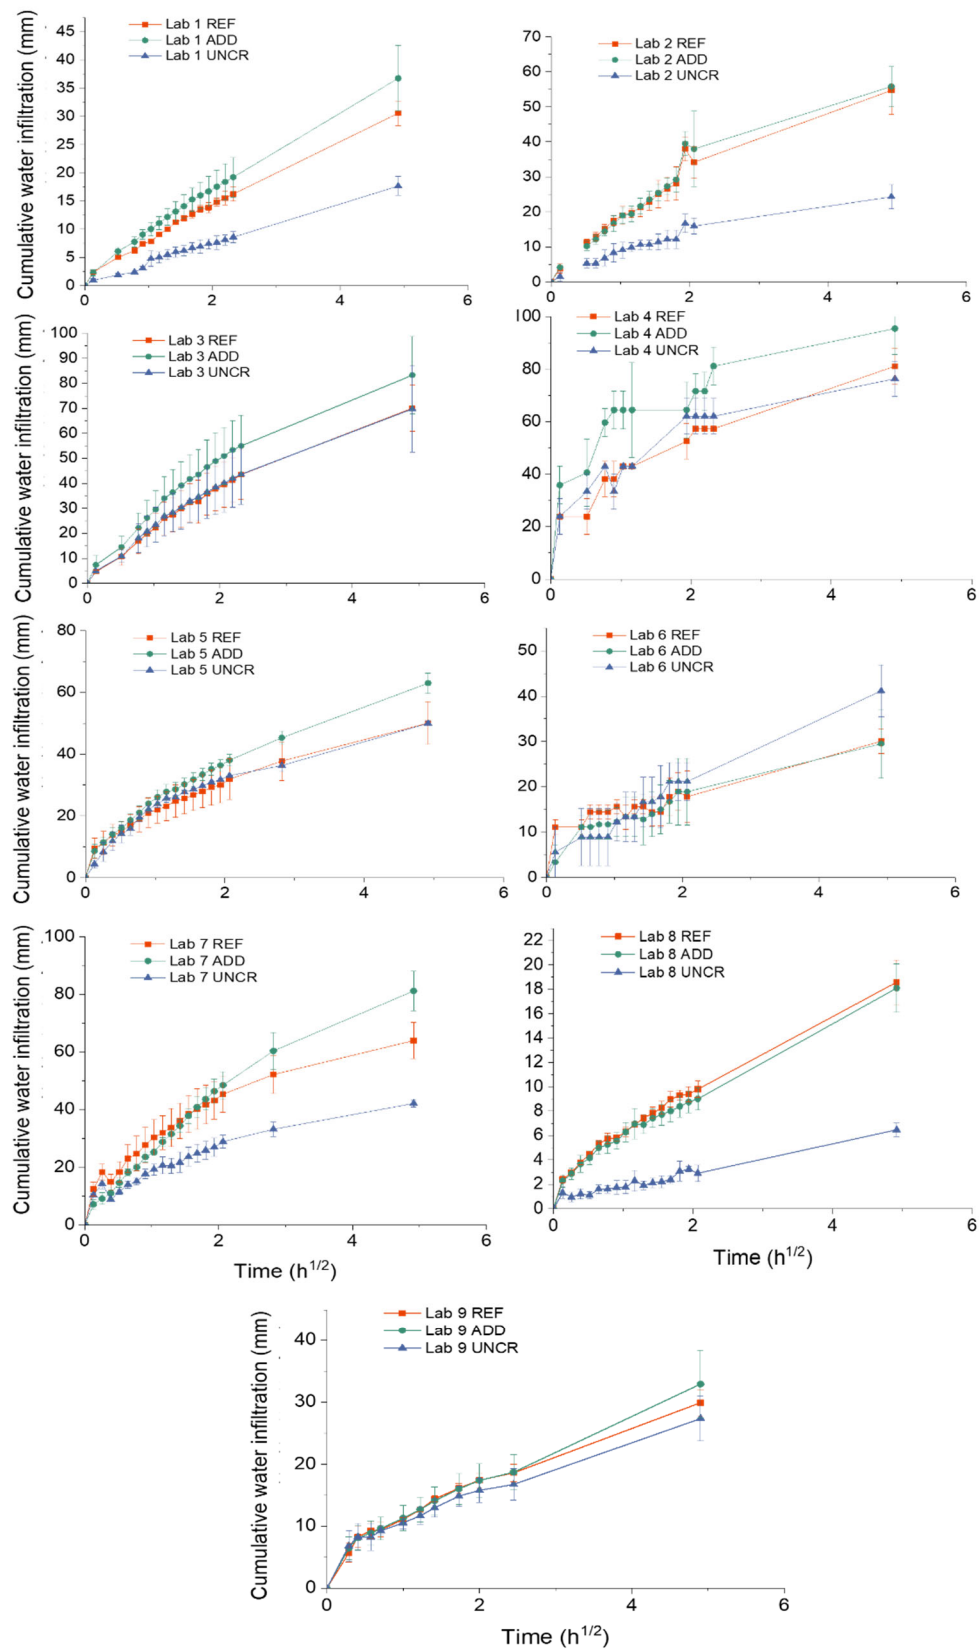 Cumulative water infiltration (mm)
Lab 1 REF
Lab 1 ADD
Lab 1 UNCR
45
40
35
30
25
20
15
10
5
0
0 2 4 6
Lab 2 REF
Lab 2 ADD
Lab 2 UNCR
70
60
50
40
30
20
10
0
0 2 4 6
Cumulative water infiltration (mm)
Lab 3 REF
Lab 3 ADD
Lab 3 UNCR
100
90
80
70
60
50
40
30
20
10
0
0 2 4 6
Lab 4 REF
Lab 4 ADD
Lab 4 UNCR
100
80
60
40
20
0
0 2 4 6
Cumulative water infiltration (mm)
Lab 5 REF
Lab 5 ADD
Lab 5 UNCR
80
60
40
20
0
0 2 4 6
Lab 6 REF
Lab 6 ADD
Lab 6 UNCR
50
40
30
20
10
0
0 2 4 6
Cumulative water infiltration (mm)
Lab 7 REF
Lab 7 ADD
Lab 7 UNCR
100
80
60
40
20
0
0 2 4 6
Time (h1/2)
Lab 8 REF
Lab 8 ADD
Lab 8 UNCR
22
20
18
16
14
12
10
8
6
4
2
0
0 2 4 6
Time (h1/2)
Cumulative water infiltration (mm)
Lab 9 REF
Lab 9 ADD
Lab 9 UNCR
40
30
20
10
0
0 2 4 6
Time (h1/2)